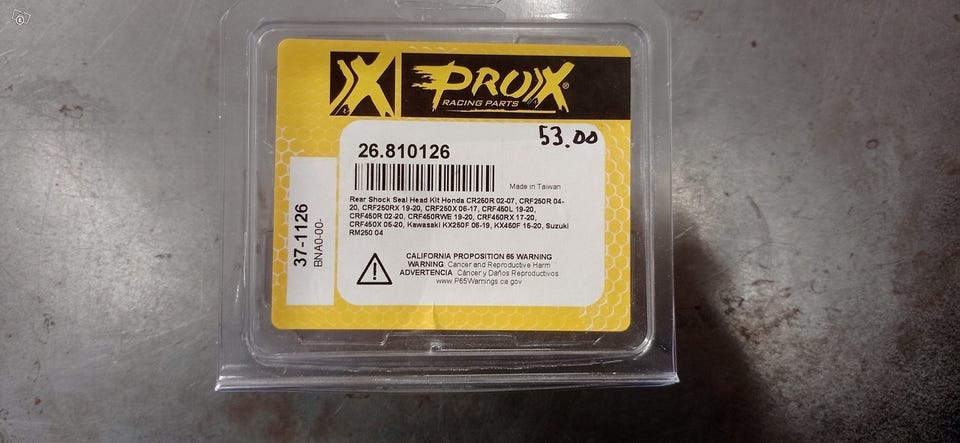 X PROX®
RACING PARTS
53.00
26.810126
Made in Taiwan
Rear Shock Seal Head Kit Honda CR250R 02-07, CRF250R 04-
20, CRF250RX 19-20, CRF250X 06-17, CRF450L 19-20,
CRF450R 02-20, CRF450RWE 19-20, CRF450RX 17-20,
CRF450X 05-20, Kawasaki KX250F 06-19, KX450F 16-20, Suzuki
RM250 04
37-1126
BNA0-00-
CALIFORNIA PROPOSITION 65 WARNING
WARNING: Cancer and Reproductive Harm
ADVERTENCIA: Cáncer y Daños Reproductivos
www.P65Warnings.ca.gov